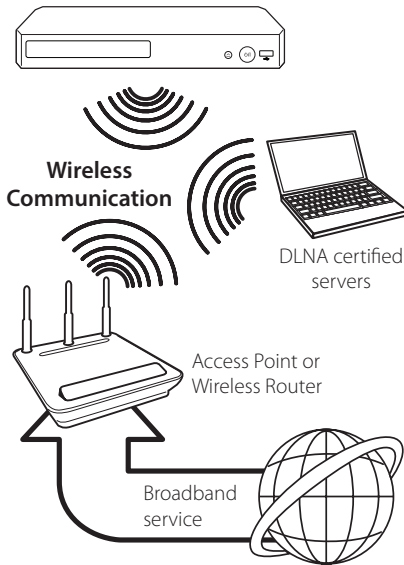 Wireless
Communication
DLNA certified
servers
Access Point or
Wireless Router
Broadband
service